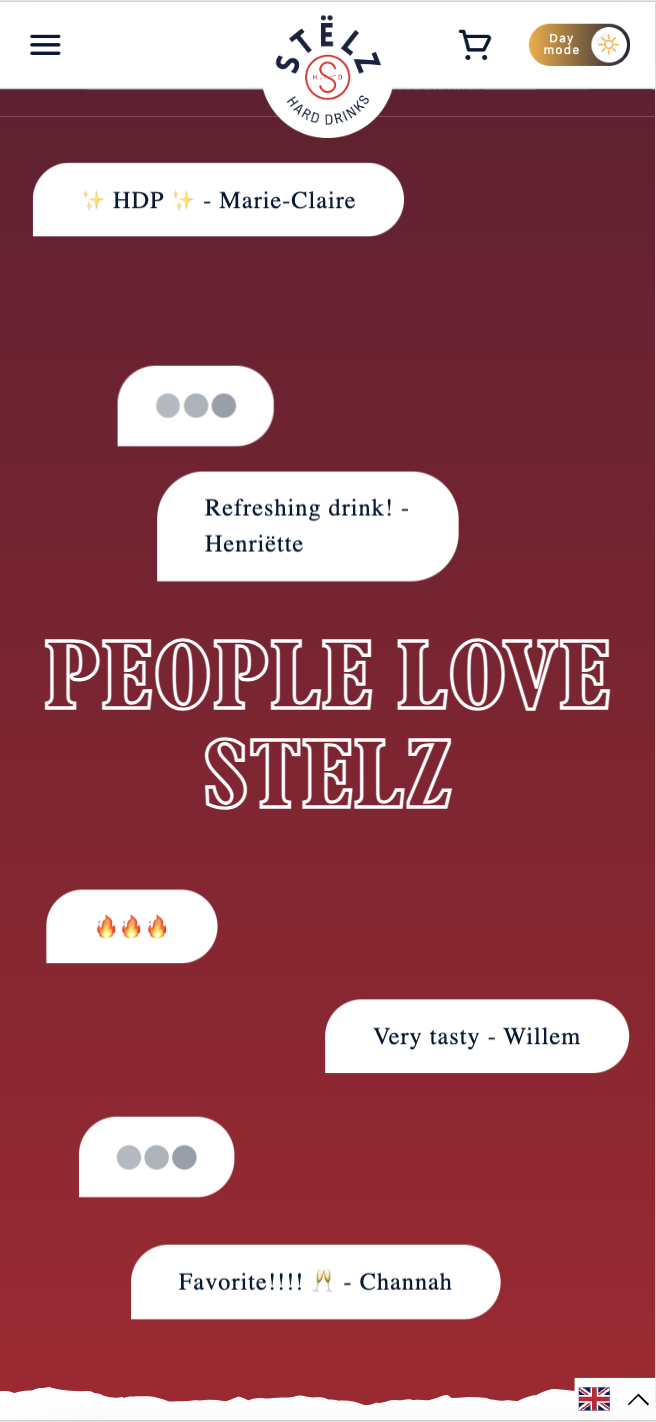 STËLZ
HSD
HARD DRINKS
Day
mode
✨ HDP ✨ - Marie-Claire
Refreshing drink! -
Henriëtte
PEOPLE LOVE
STELZ
🔥🔥🔥
Very tasty - Willem
Favorite!!!! 🥂 - Channah